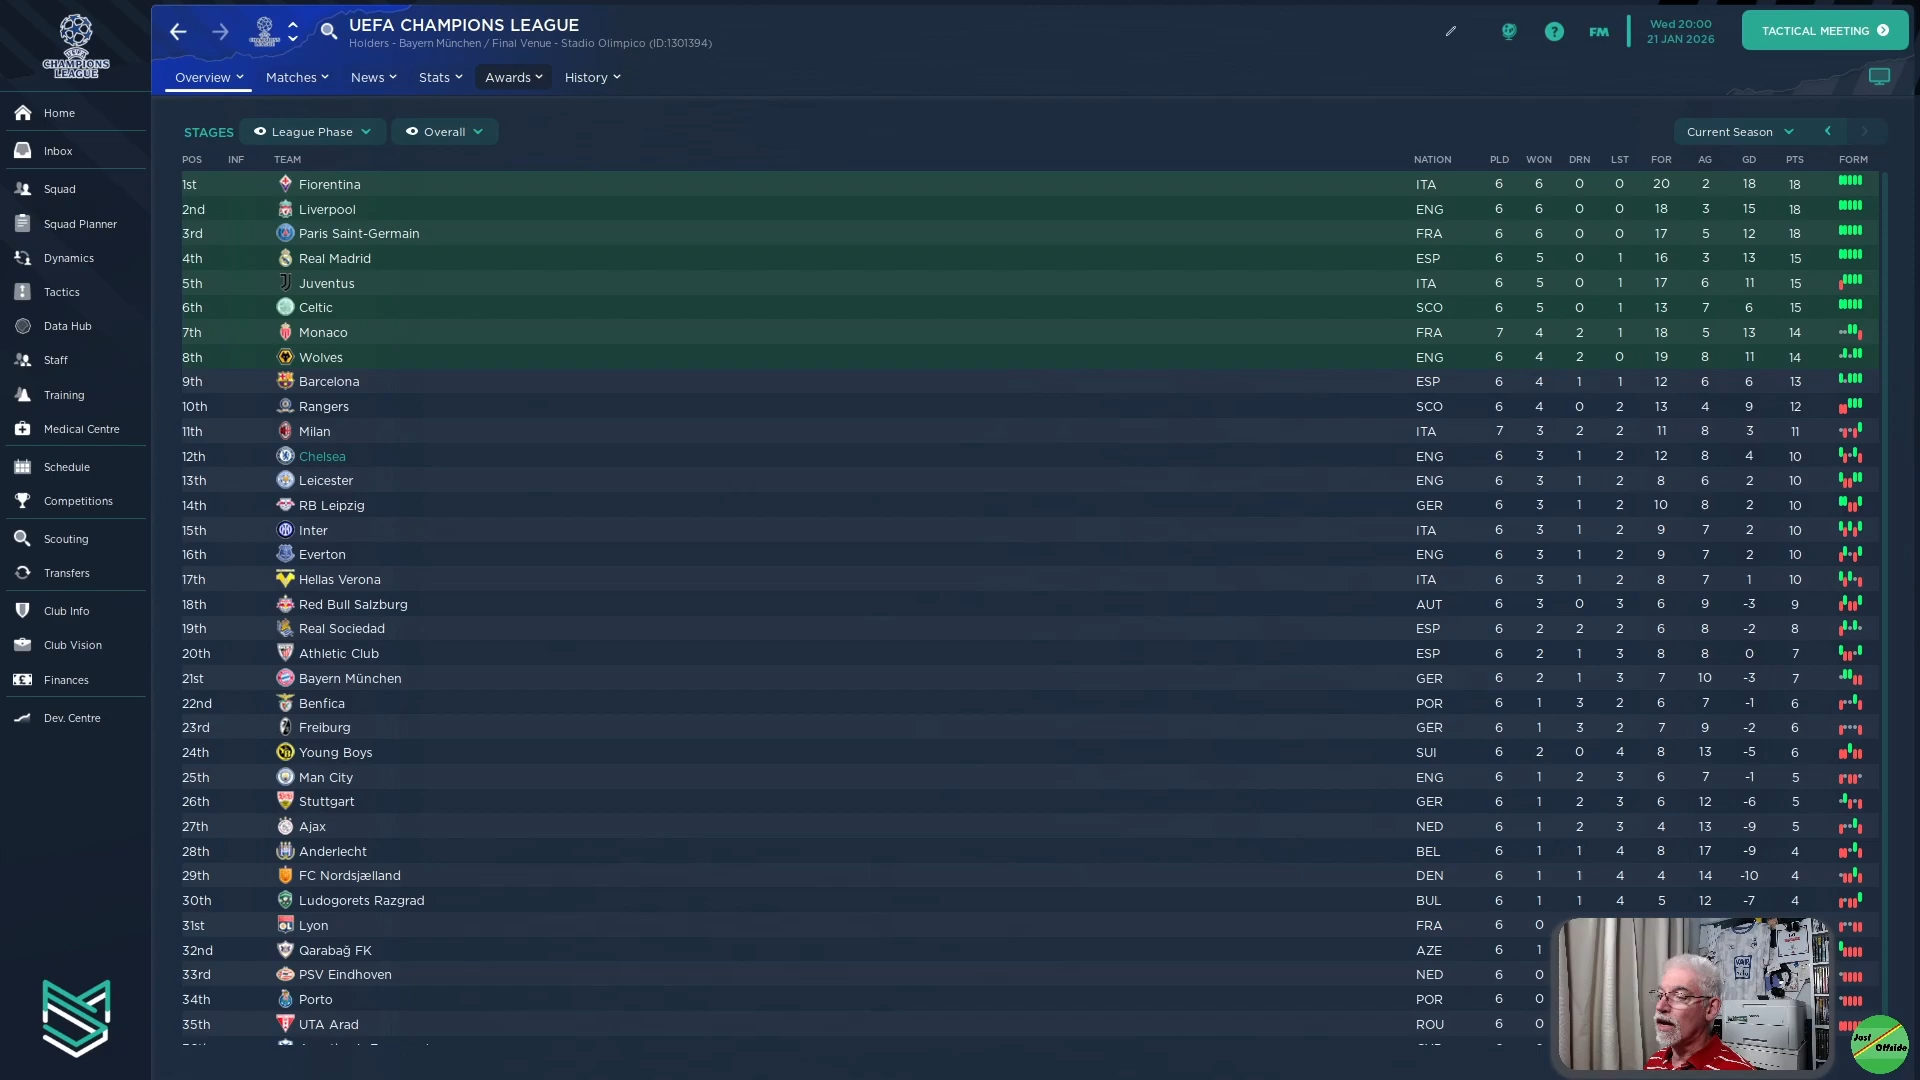 UEFA CHAMPIONS LEAGUE
Holders - Bayern München / Final Venue - Stadio Olimpico (ID:1301394)
FM
Wed 20:00
21 JAN 2026
TACTICAL MEETING
CHAMPIONS LEAGUE
Overview
Matches
News
Stats
Awards
History
Home
Inbox
Squad
Squad Planner
Dynamics
Tactics
Data Hub
Staff
Training
Medical Centre
Schedule
Competitions
Scouting
Transfers
Club Info
Club Vision
Finances
Dev. Centre
STAGES League Phase Overall Current Season
POS INF TEAM NATION PLD WON DRN LST FOR AG GD PTS FORM
1st Fiorentina ITA 6 6 0 0 20 2 18 18
2nd Liverpool ENG 6 6 0 0 18 3 15 18
3rd Paris Saint-Germain FRA 6 6 0 0 17 5 12 18
4th Real Madrid ESP 6 5 0 1 16 3 13 15
5th Juventus ITA 6 5 0 1 17 6 11 15
6th Celtic SCO 6 5 0 1 13 7 6 15
7th Monaco FRA 7 4 2 1 18 5 13 14
8th Wolves ENG 6 4 2 0 19 8 11 14
9th Barcelona ESP 6 4 1 1 12 6 6 13
10th Rangers SCO 6 4 0 2 13 4 9 12
11th Milan ITA 7 3 2 2 11 8 3 11
12th Chelsea ENG 6 3 1 2 12 8 4 10
13th Leicester ENG 6 3 1 2 8 6 2 10
14th RB Leipzig GER 6 3 1 2 10 8 2 10
15th Inter ITA 6 3 1 2 9 7 2 10
16th Everton ENG 6 3 1 2 9 7 2 10
17th Hellas Verona ITA 6 3 1 2 8 7 1 10
18th Red Bull Salzburg AUT 6 3 0 3 6 9 -3 9
19th Real Sociedad ESP 6 2 2 2 6 8 -2 8
20th Athletic Club ESP 6 2 1 3 8 8 0 7
21st Bayern München GER 6 2 1 3 7 10 -3 7
22nd Benfica POR 6 1 3 2 6 7 -1 6
23rd Freiburg GER 6 1 3 2 7 9 -2 6
24th Young Boys SUI 6 2 0 4 8 13 -5 6
25th Man City ENG 6 1 2 3 6 7 -1 5
26th Stuttgart GER 6 1 2 3 6 12 -6 5
27th Ajax NED 6 1 2 3 4 13 -9 5
28th Anderlecht BEL 6 1 1 4 8 17 -9 4
29th FC Nordsjælland DEN 6 1 1 4 4 14 -10 4
30th Ludogorets Razgrad BUL 6 1 1 4 5 12 -7 4
31st Lyon FRA 6 0
32nd Qarabağ FK AZE 6 1
33rd PSV Eindhoven NED 6 0
34th Porto POR 6 0
35th UTA Arad ROU 6 0
Just
Offside